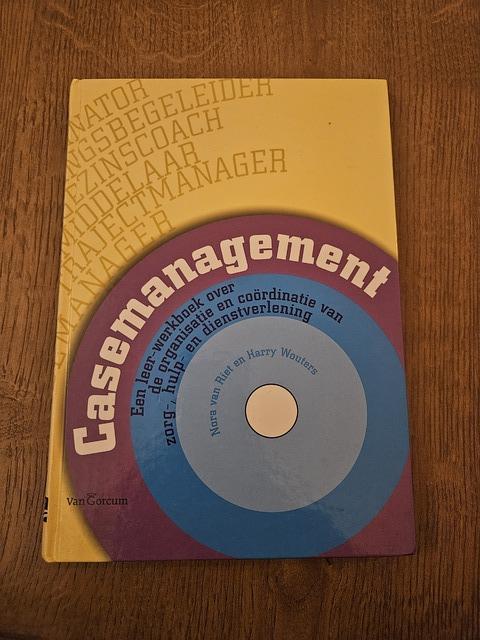 NATOR
NGSBEGELEIDER
EZINSCOACH
MIDDELAAR
RAJECTMANAGER
MANAGER
Casemanagement
Een leer-werkboek over
de organisatie en coördinatie van
zorg-, hulp- en dienstverlening
Nora van Riet en Harry Wouters
Van Gorcum